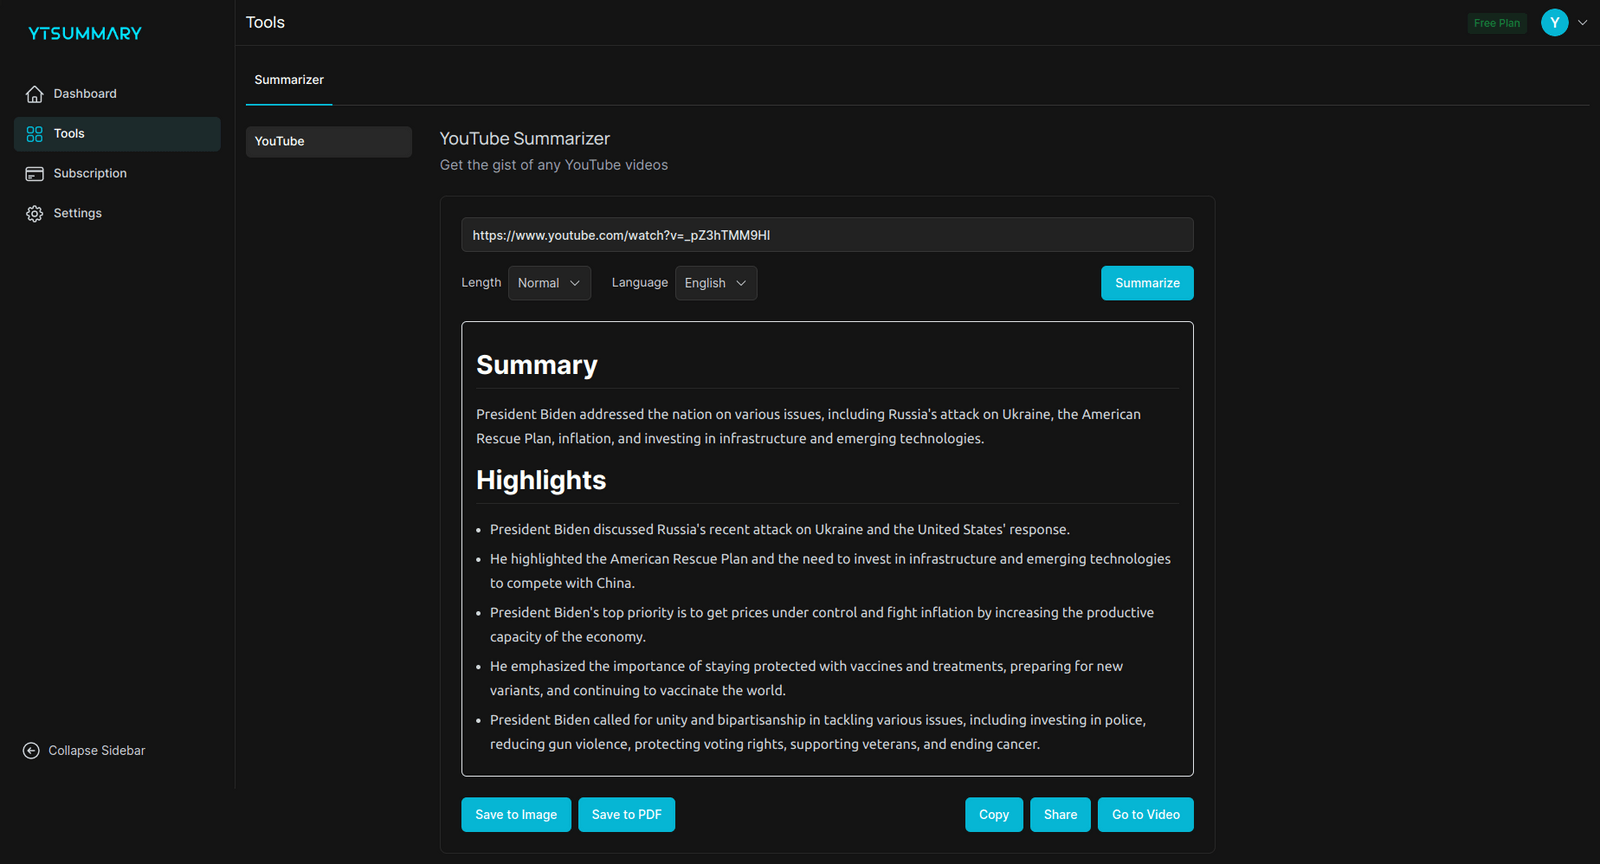 YTSUMMARY
Tools
Free Plan
Y
Dashboard
Tools
Subscription
Settings
Collapse Sidebar
Summarizer
YouTube
YouTube Summarizer
Get the gist of any YouTube videos
https://www.youtube.com/watch?v=_pZ3hTMM9HI
Length
Normal
Language
English
Summarize
Summary
President Biden addressed the nation on various issues, including Russia's attack on Ukraine, the American
Rescue Plan, inflation, and investing in infrastructure and emerging technologies.
Highlights
• President Biden discussed Russia's recent attack on Ukraine and the United States' response.
• He highlighted the American Rescue Plan and the need to invest in infrastructure and emerging technologies
to compete with China.
• President Biden's top priority is to get prices under control and fight inflation by increasing the productive
capacity of the economy.
• He emphasized the importance of staying protected with vaccines and treatments, preparing for new
variants, and continuing to vaccinate the world.
• President Biden called for unity and bipartisanship in tackling various issues, including investing in police,
reducing gun violence, protecting voting rights, supporting veterans, and ending cancer.
Save to Image
Save to PDF
Copy
Share
Go to Video